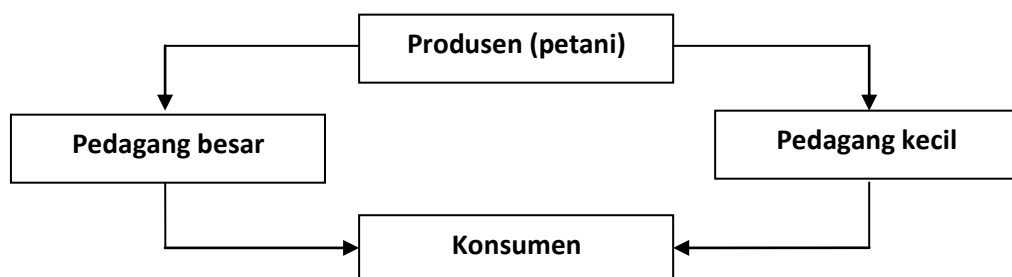 Produsen (petani)
Pedagang besar
Pedagang kecil
Konsumen